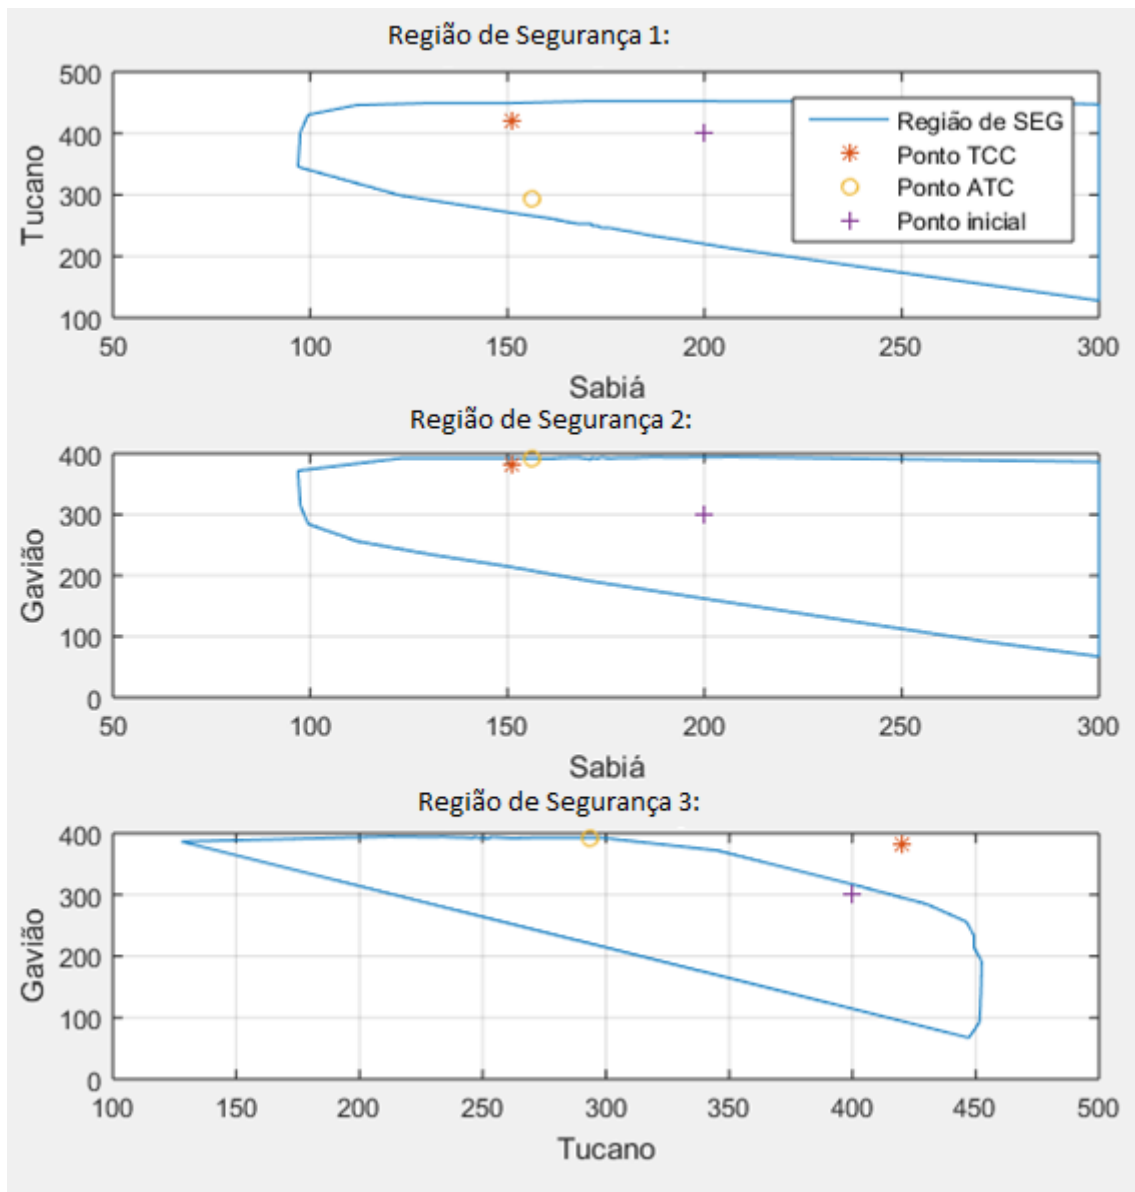 Região de Segurança 1:
500
400
300
200
100
Tucano
Região de SEG
Ponto TCC
Ponto ATC
Ponto inicial
50 100 150 200 250 300
Sabiá
Região de Segurança 2:
400
300
200
100
0
Gavião
50 100 150 200 250 300
Sabiá
Região de Segurança 3:
400
300
200
100
0
Gavião
100 150 200 250 300 350 400 450 500
Tucano